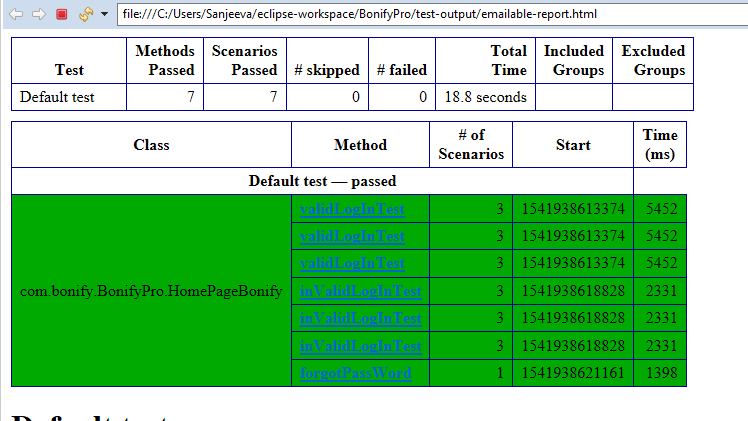 file:///C:/Users/Sanjeeva/eclipse-workspace/BonifyPro/test-output/emailable-report.html
Test Methods Passed Scenarios Passed # skipped # failed Total Time Included Groups Excluded Groups
Default test 7 7 0 0 18.8 seconds
Class Method # of Scenarios Start Time (ms)
Default test — passed
com.bonify.BonifyPro.HomePageBonify
validLogInTest 3 1541938613374 5452
validLogInTest 3 1541938613374 5452
validLogInTest 3 1541938613374 5452
inValidLogInTest 3 1541938618828 2331
inValidLogInTest 3 1541938618828 2331
inValidLogInTest 3 1541938618828 2331
forgotPassWord 1 1541938621161 1398